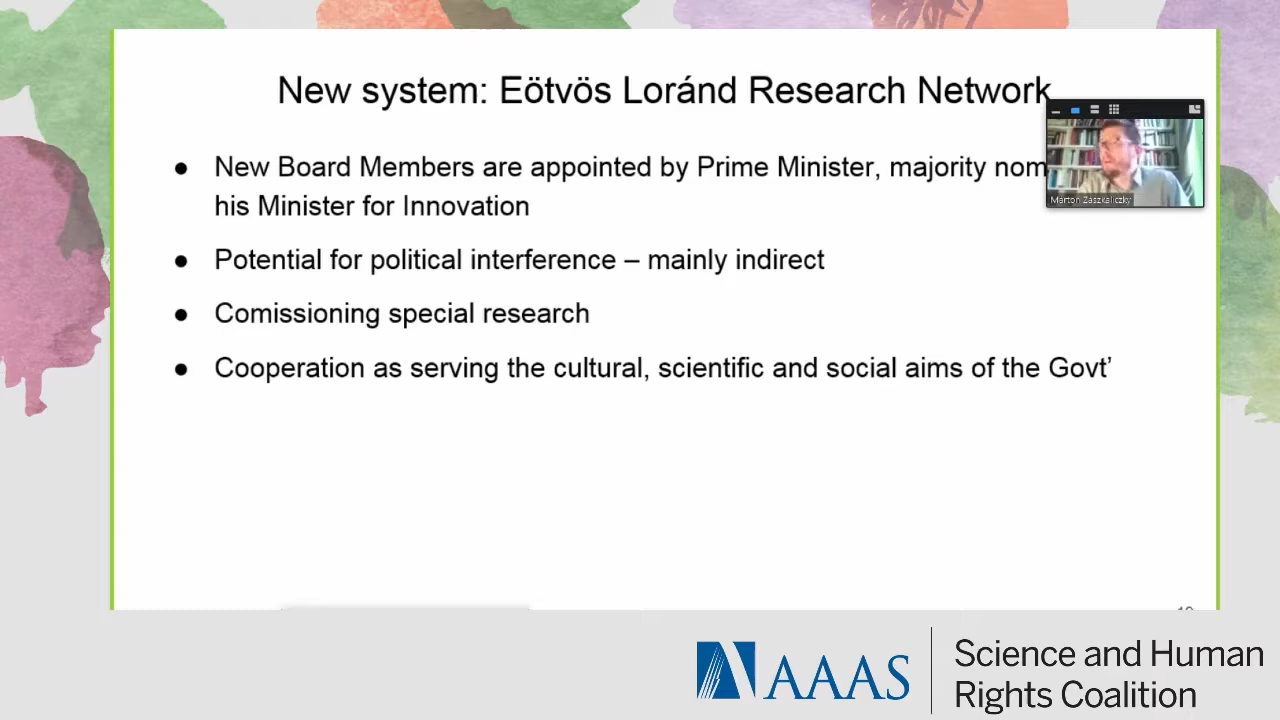 New system: Eötvös Loránd Research Network
New Board Members are appointed by Prime Minister, majority
his Minister for Innovation
Potential for political interference – mainly indirect
Comissioning special research
Cooperation as serving the cultural, scientific and social aims of the Govt’
Marton Zaszkaliczky
AAAS
Science and Human
Rights Coalition